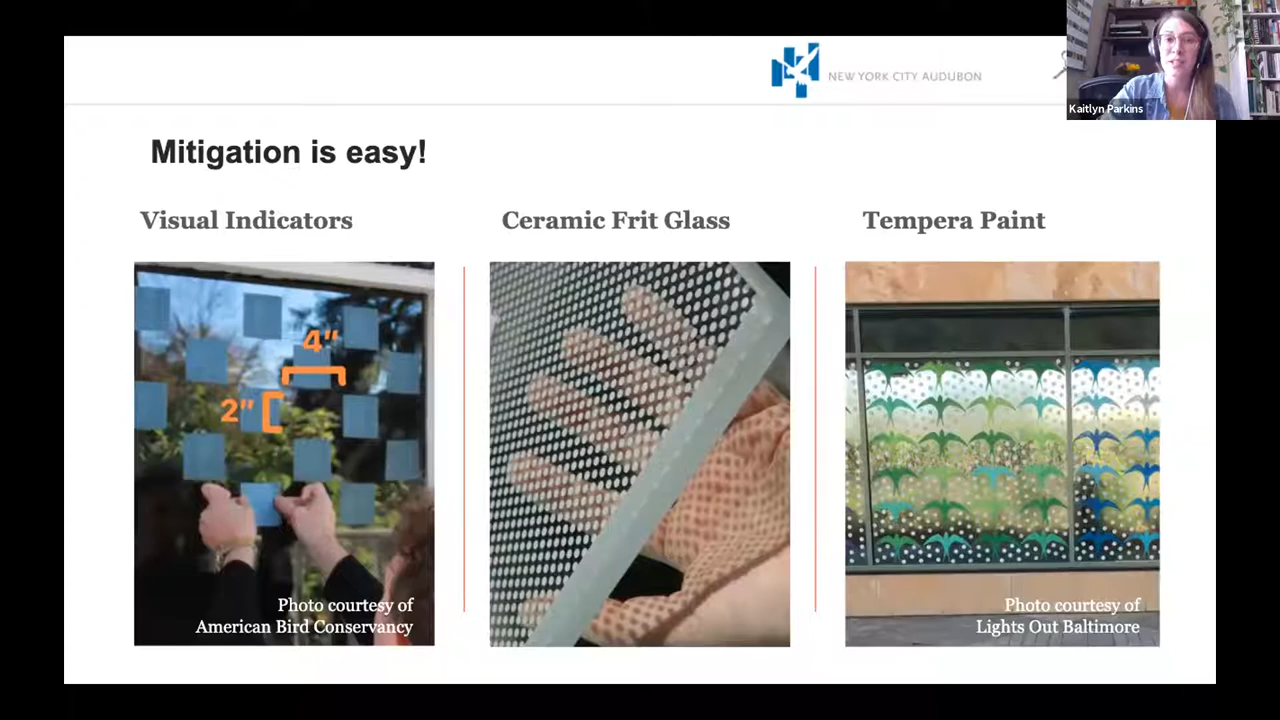 NEW YORK CITY AUDUBON
Kaitlyn Parkins
Mitigation is easy!
Visual Indicators
Ceramic Frit Glass
Tempera Paint
4"
2"
Photo courtesy of
American Bird Conservancy
Photo courtesy of
Lights Out Baltimore